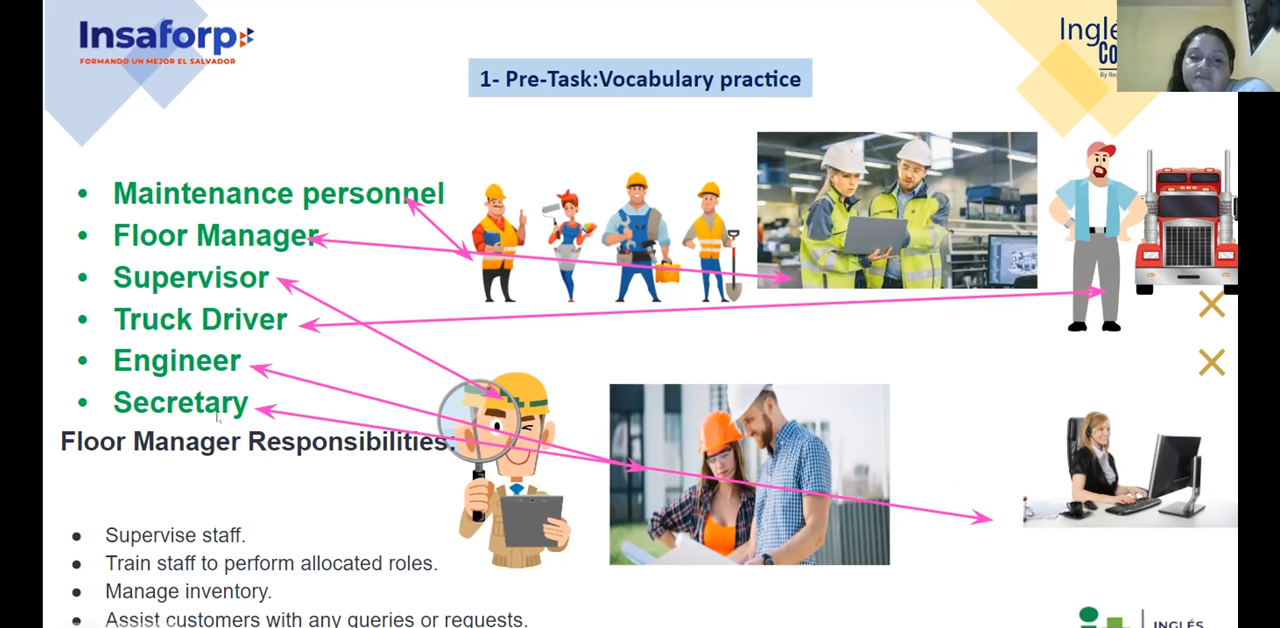 Insaforp
FORMANDO UN MEJOR EL SALVADOR
1- Pre-Task:Vocabulary practice
• Maintenance personnel
• Floor Manager
• Supervisor
• Truck Driver
• Engineer
• Secretary
Floor Manager Responsibilities:
● Supervise staff.
● Train staff to perform allocated roles.
● Manage inventory.
● Assist customers with any queries or requests.
INGLÉS